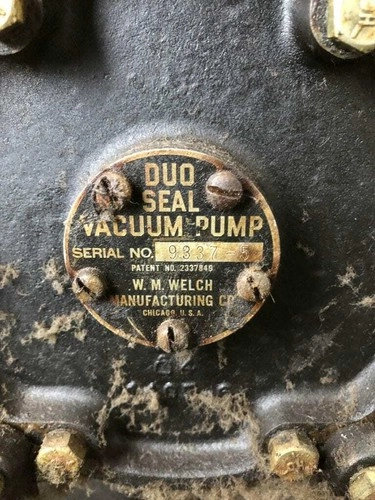 DUO
SEAL
VACUUM PUMP
SERIAL NO. 9337-5
PATENT NO. 2337849
W. M. WELCH
MANUFACTURING CO.
CHICAGO, U.S.A.